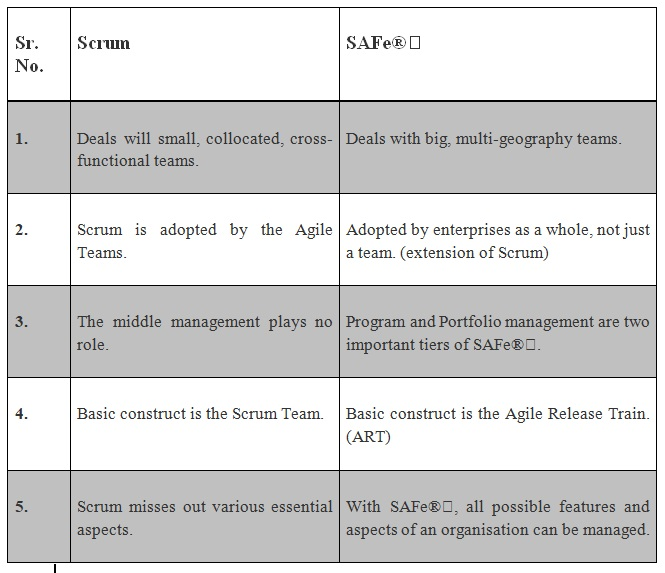 Sr. Scrum SAFe®□
No.
1. Deals will small, collocated, cross- Deals with big, multi-geography teams.
functional teams.
2. Scrum is adopted by the Agile Adopted by enterprises as a whole, not just
Teams. a team. (extension of Scrum)
3. The middle management plays no Program and Portfolio management are two
role. important tiers of SAFe®□.
4. Basic construct is the Scrum Team. Basic construct is the Agile Release Train.
(ART)
5. Scrum misses out various essential With SAFe®□, all possible features and
aspects. aspects of an organisation can be managed.